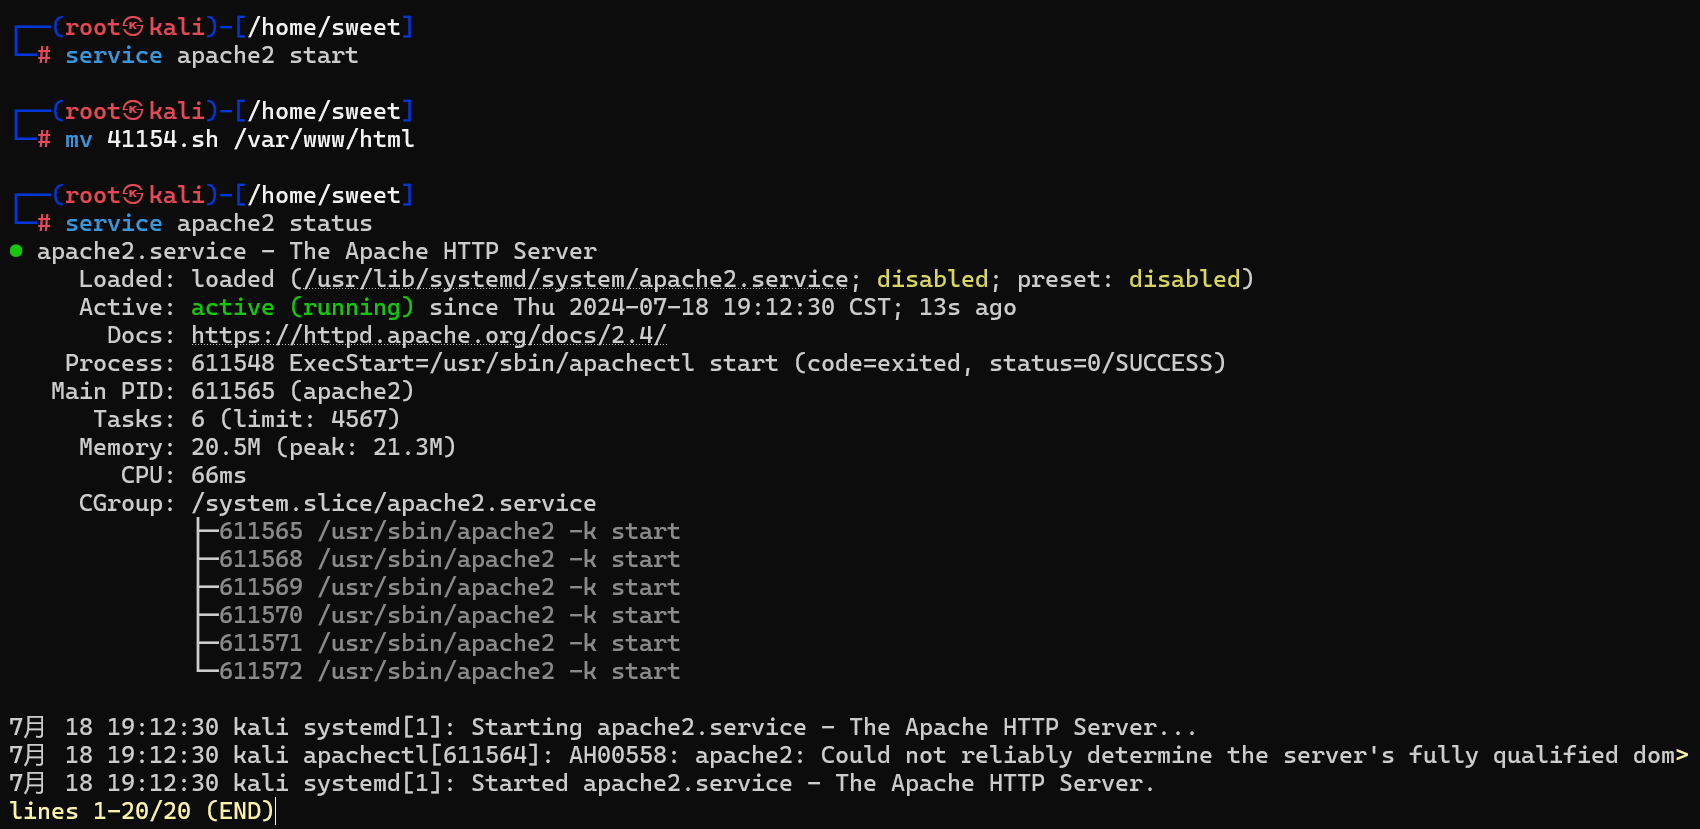 ┌──(root㉿kali)-[/home/sweet]
└─# service apache2 start
┌──(root㉿kali)-[/home/sweet]
└─# mv 41154.sh /var/www/html
┌──(root㉿kali)-[/home/sweet]
└─# service apache2 status
● apache2.service - The Apache HTTP Server
Loaded: loaded (/usr/lib/systemd/system/apache2.service; disabled; preset: disabled)
Active: active (running) since Thu 2024-07-18 19:12:30 CST; 13s ago
Docs: https://httpd.apache.org/docs/2.4/
Process: 611548 ExecStart=/usr/sbin/apachectl start (code=exited, status=0/SUCCESS)
Main PID: 611565 (apache2)
Tasks: 6 (limit: 4567)
Memory: 20.5M (peak: 21.3M)
CPU: 66ms
CGroup: /system.slice/apache2.service
├─611565 /usr/sbin/apache2 -k start
├─611568 /usr/sbin/apache2 -k start
├─611569 /usr/sbin/apache2 -k start
├─611570 /usr/sbin/apache2 -k start
├─611571 /usr/sbin/apache2 -k start
└─611572 /usr/sbin/apache2 -k start
7月 18 19:12:30 kali systemd[1]: Starting apache2.service - The Apache HTTP Server...
7月 18 19:12:30 kali apachectl[611564]: AH00558: apache2: Could not reliably determine the server's fully qualified dom>
7月 18 19:12:30 kali systemd[1]: Started apache2.service - The Apache HTTP Server.
lines 1-20/20 (END)